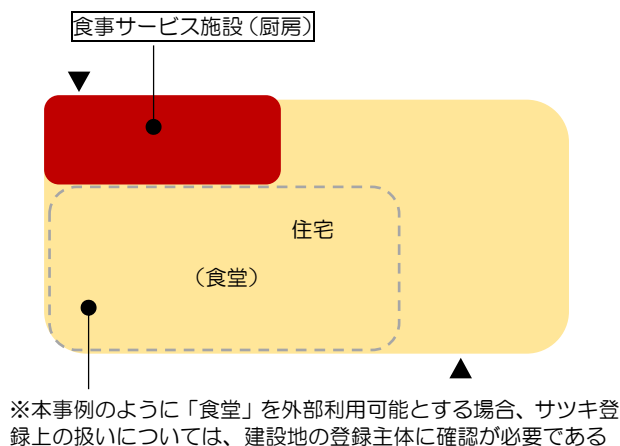 食事サービス施設（厨房）
住宅
（食堂）
※本事例のように「食堂」を外部利用可能とする場合、サツキ登
録上の扱いについては、建設地の登録主体に確認が必要である